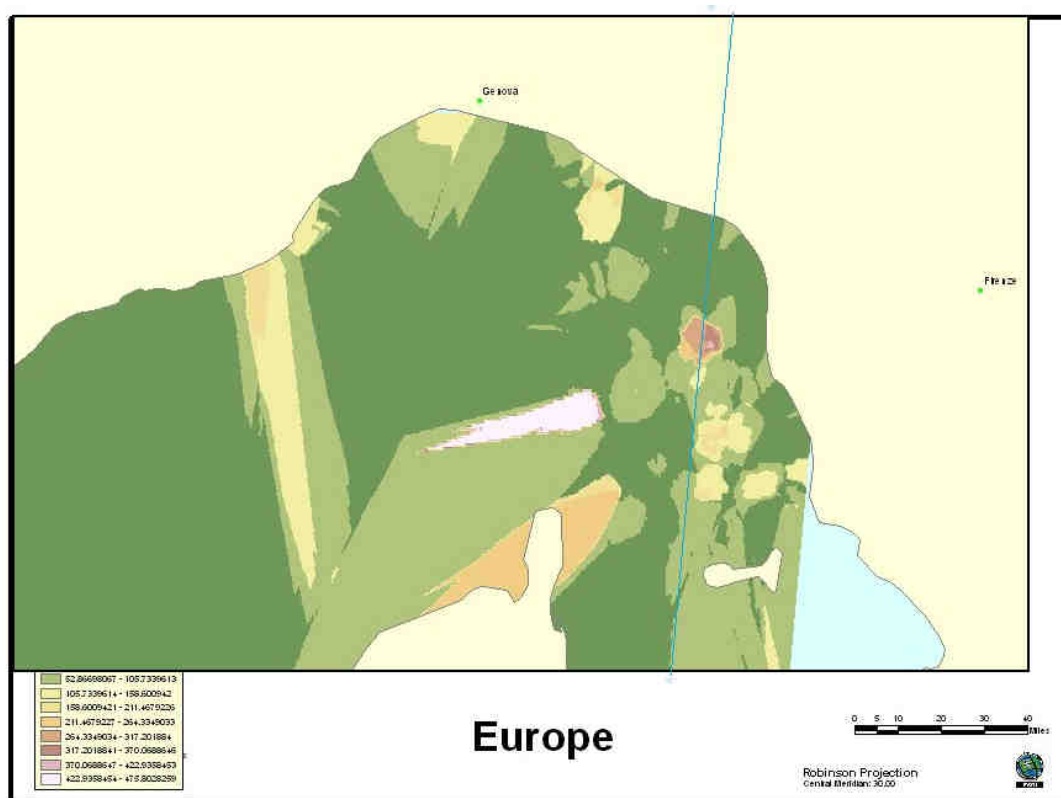 Genova
Firenze
52.86698067 - 105.7339613
105.7339614 - 158.600942
158.6009421 - 211.4679226
211.4679227 - 264.3349033
264.3349034 - 317.201884
317.2018841 - 370.0688646
370.0688647 - 422.9358453
422.9358454 - 475.8028259
Europe
0 5 10 20 30 40
Miles
Robinson Projection
Central Meridian: 30.00